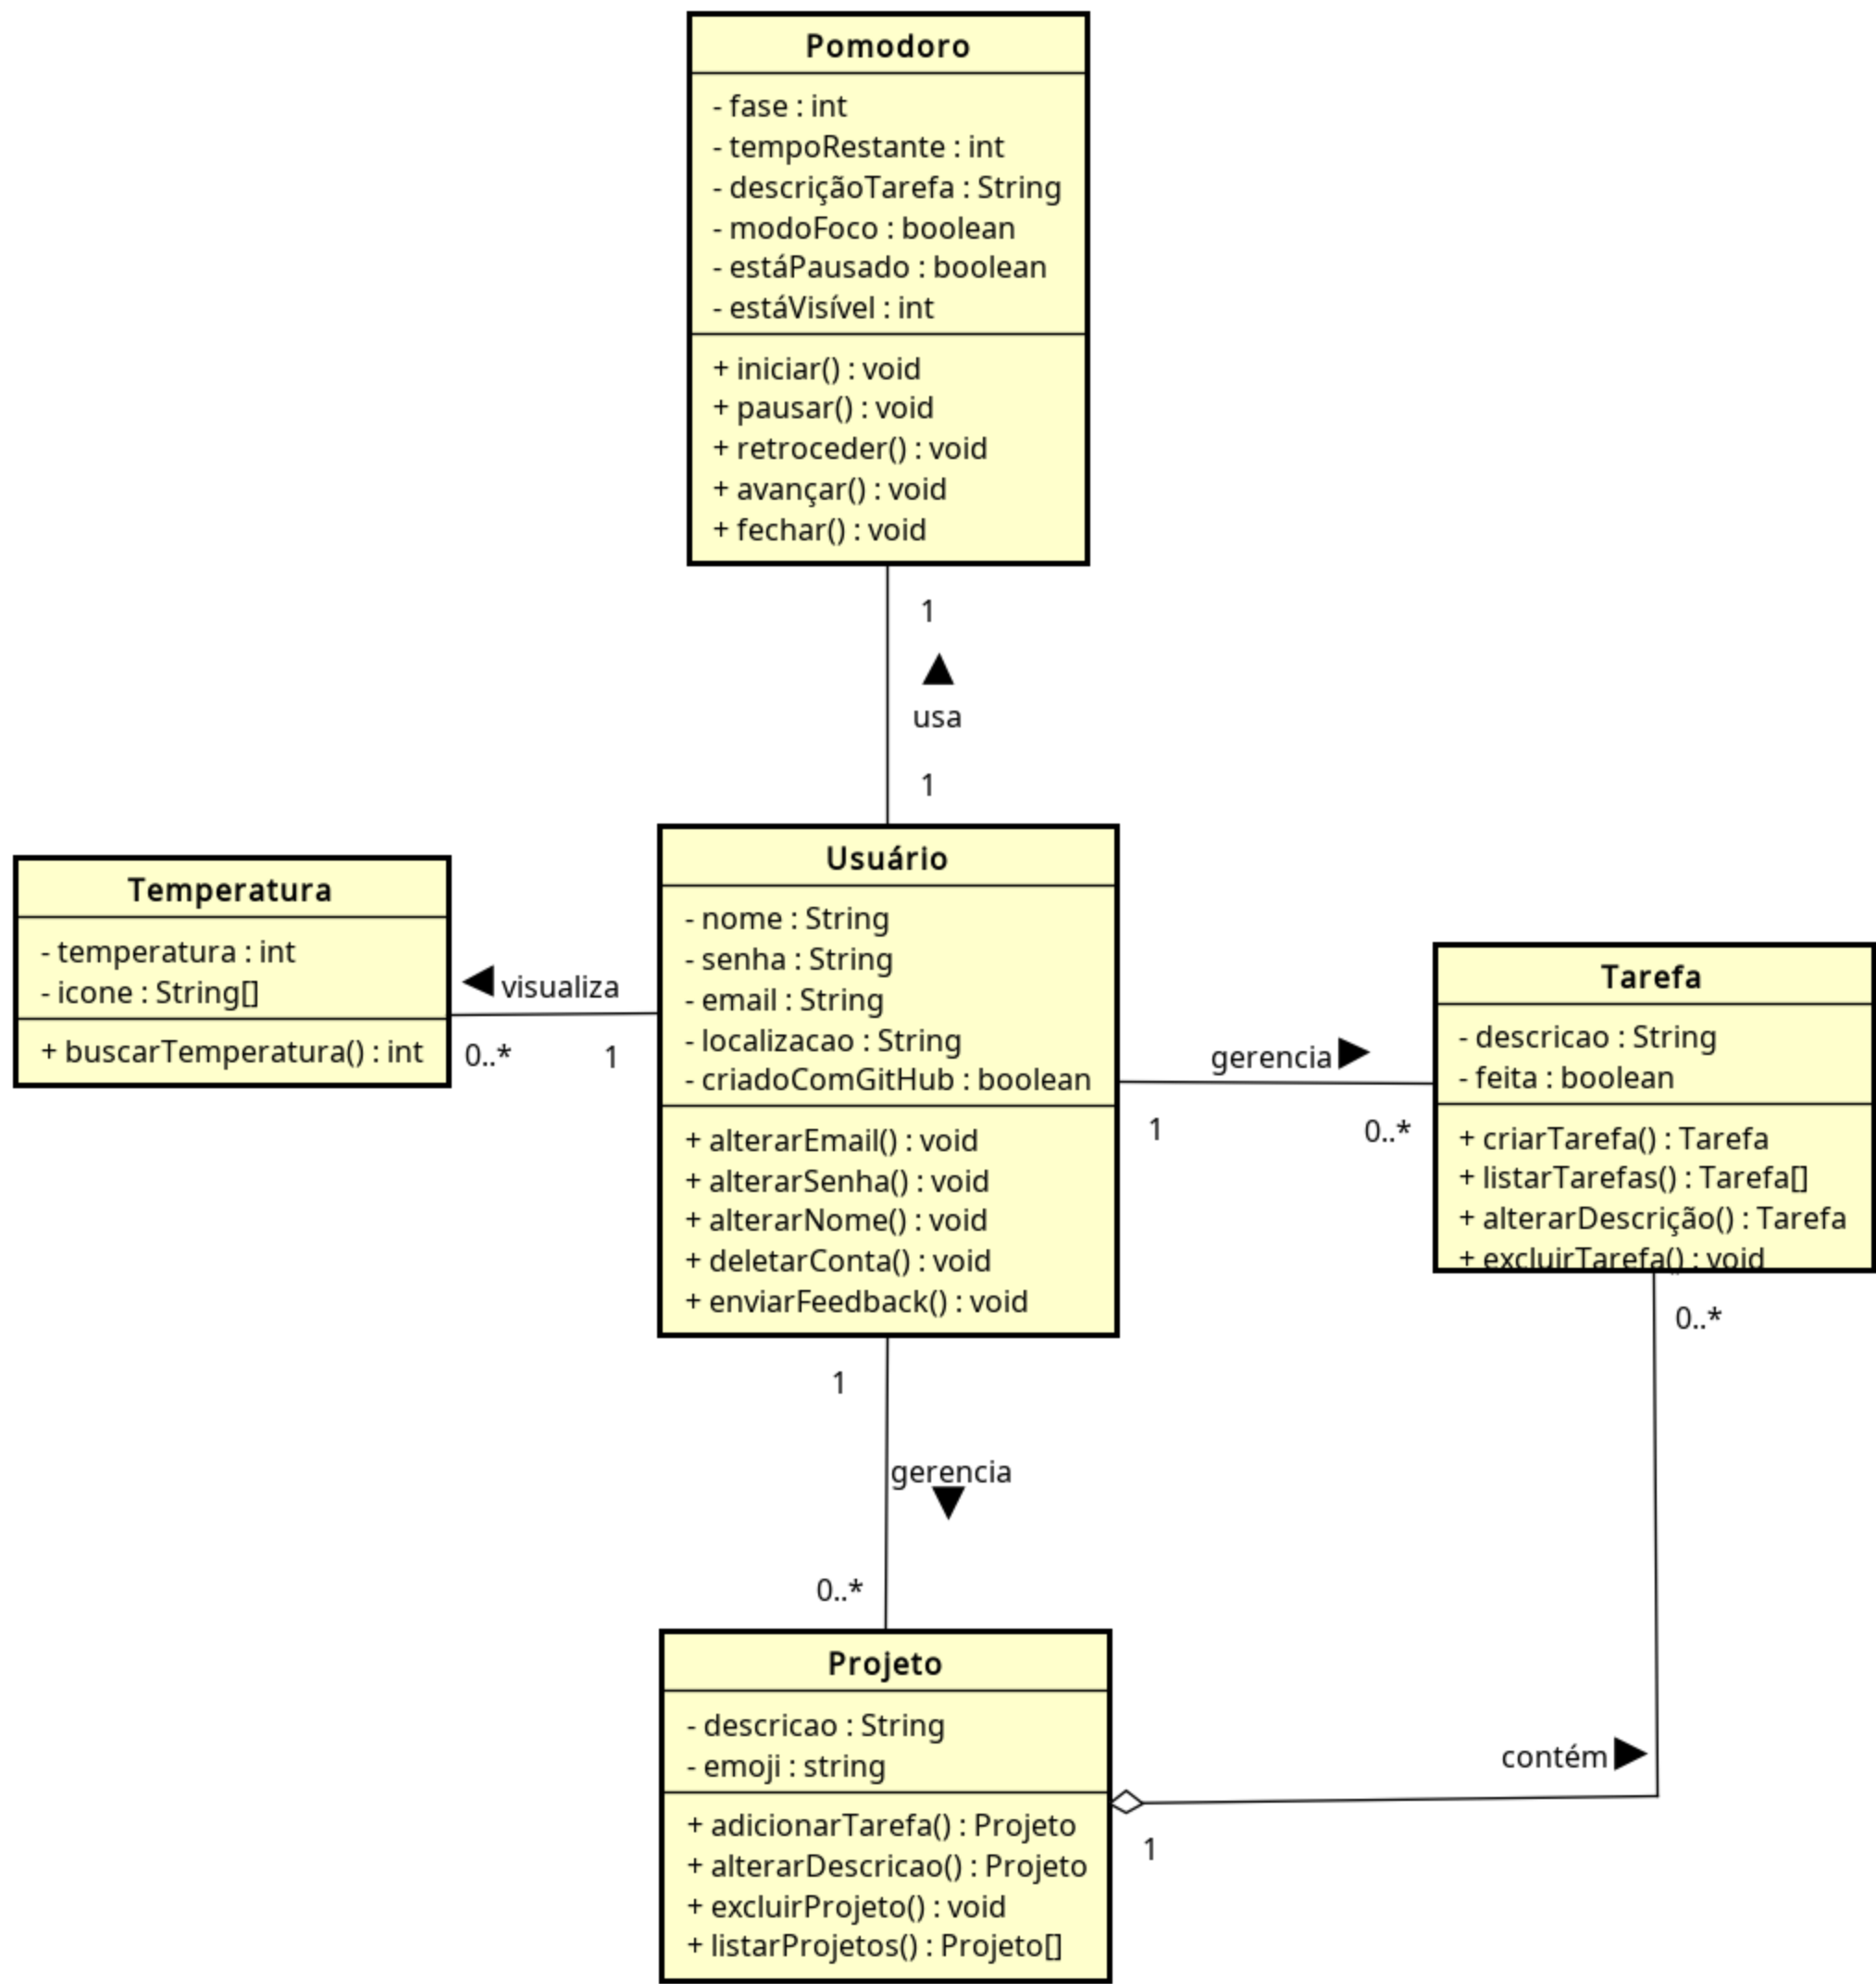 Pomodoro
- fase : int
- tempoRestante : int
- descriçãoTarefa : String
- modoFoco : boolean
- estáPausado : boolean
- estáVisível : int
+ iniciar() : void
+ pausar() : void
+ retroceder() : void
+ avançar() : void
+ fechar() : void
1
usa
1
Temperatura
- temperatura : int
- icone : String[]
+ buscarTemperatura() : int
visualiza
0..*
1
Usuário
- nome : String
- senha : String
- email : String
- localizacao : String
- criadoComGitHub : boolean
+ alterarEmail() : void
+ alterarSenha() : void
+ alterarNome() : void
+ deletarConta() : void
+ enviarFeedback() : void
gerencia
1
0..*
Tarefa
- descricao : String
- feita : boolean
+ criarTarefa() : Tarefa
+ listarTarefas() : Tarefa[]
+ alterarDescrição() : Tarefa
+ excluirTarefa() : void
0..*
1
gerencia
0..*
Projeto
- descricao : String
- emoji : string
+ adicionarTarefa() : Projeto
+ alterarDescricao() : Projeto
+ excluirProjeto() : void
+ listarProjetos() : Projeto[]
contém
1